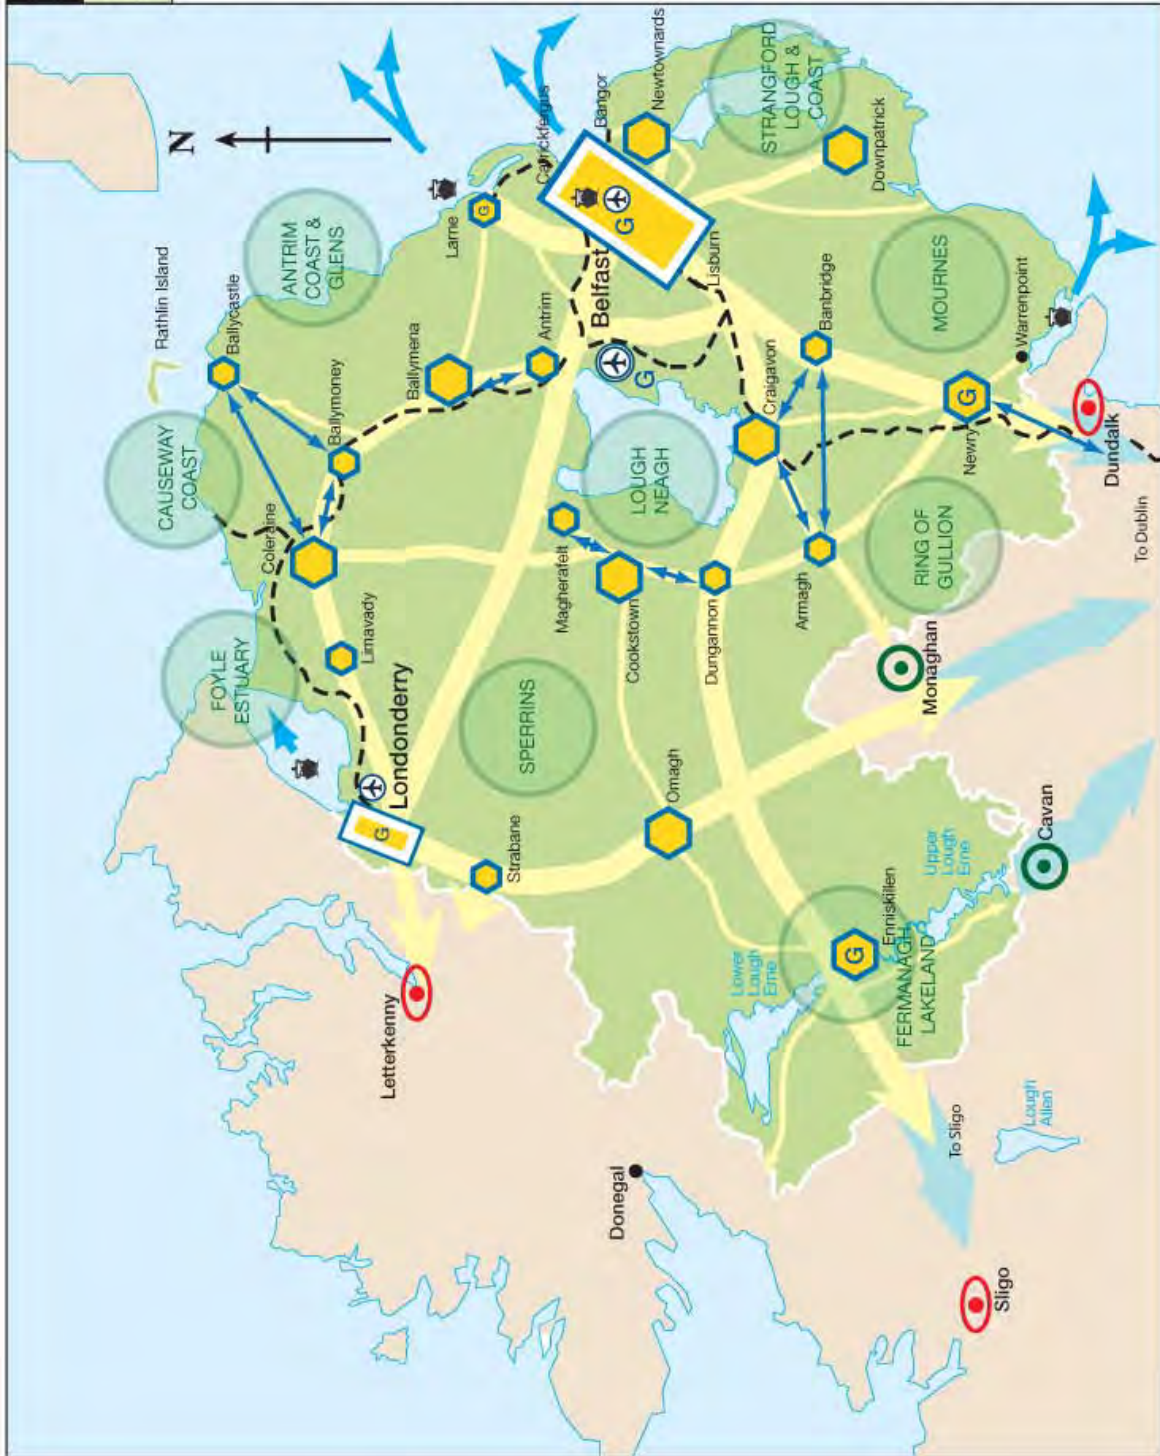 N
Rathlin Island
Ballycastle
CAUSEWAY
COAST
ANTRIM
COAST &
GLENS
FOYLE
ESTUARY
Coleraine
Ballymoney
Limavady
Londonderry
G
Ballymena
Larne
G
Antrim
Carrickfergus
Bangor
Newtownards
Belfast
G
G
STRANGFORD
LOUGH &
COAST
Lisburn
Downpatrick
Letterkenny
Strabane
SPERRINS
Magherafelt
Cookstown
LOUGH
NEAGH
Craigavon
Banbridge
Dungannon
Omagh
Armagh
MOURNES
Warrenpoint
Newry
G
RING OF
GULLION
Dundalk
To Dublin
Donegal
Lower
Lough
Erne
Enniskillen
G
FERMANAGH
LAKELAND
Upper
Lough
Erne
Monaghan
Cavan
To Sligo
Lough
Allen
Sligo